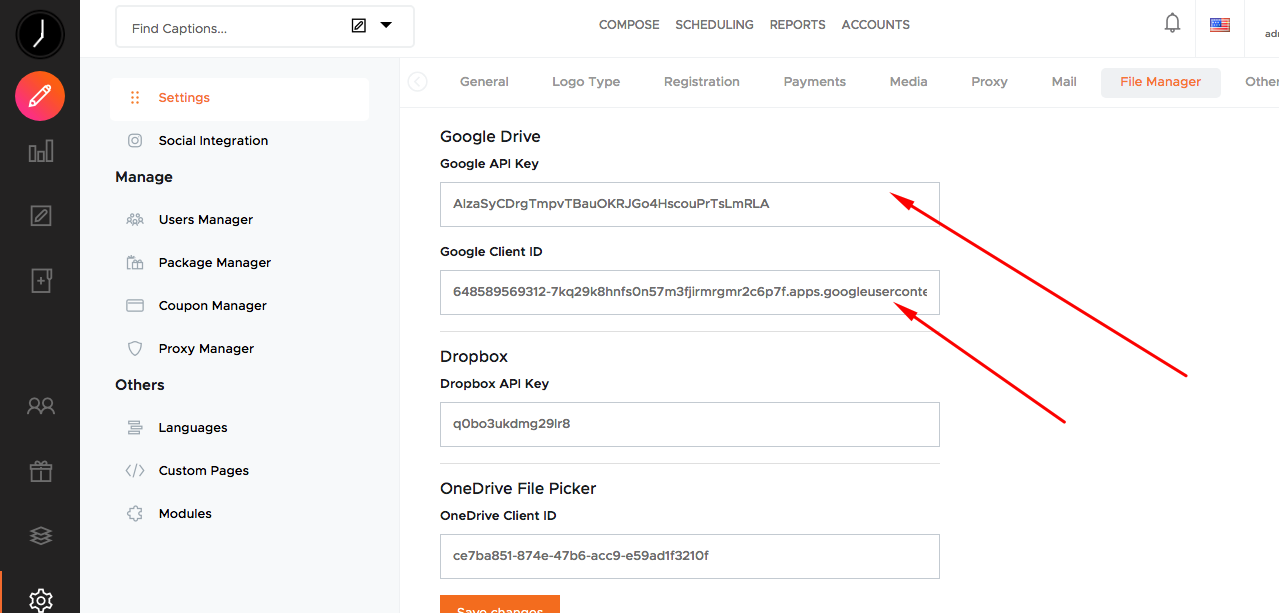 Find Captions...
COMPOSE SCHEDULING REPORTS ACCOUNTS
General Logo Type Registration Payments Media Proxy Mail File Manager Other
Settings
Social Integration
Manage
Users Manager
Package Manager
Coupon Manager
Proxy Manager
Others
Languages
Custom Pages
Modules
Google Drive
Google API Key
AIzaSyCDrgTmpvTBauOKRJGo4HscouPrTsLmRLA
Google Client ID
648589569312-7kq29k8hnfs0n57m3fjirmrgmr2c6p7f.apps.googleuserconte
Dropbox
Dropbox API Key
q0bo3ukdmg29lr8
OneDrive File Picker
OneDrive Client ID
ce7ba851-874e-47b6-acc9-e59ad1f3210f
Save changes